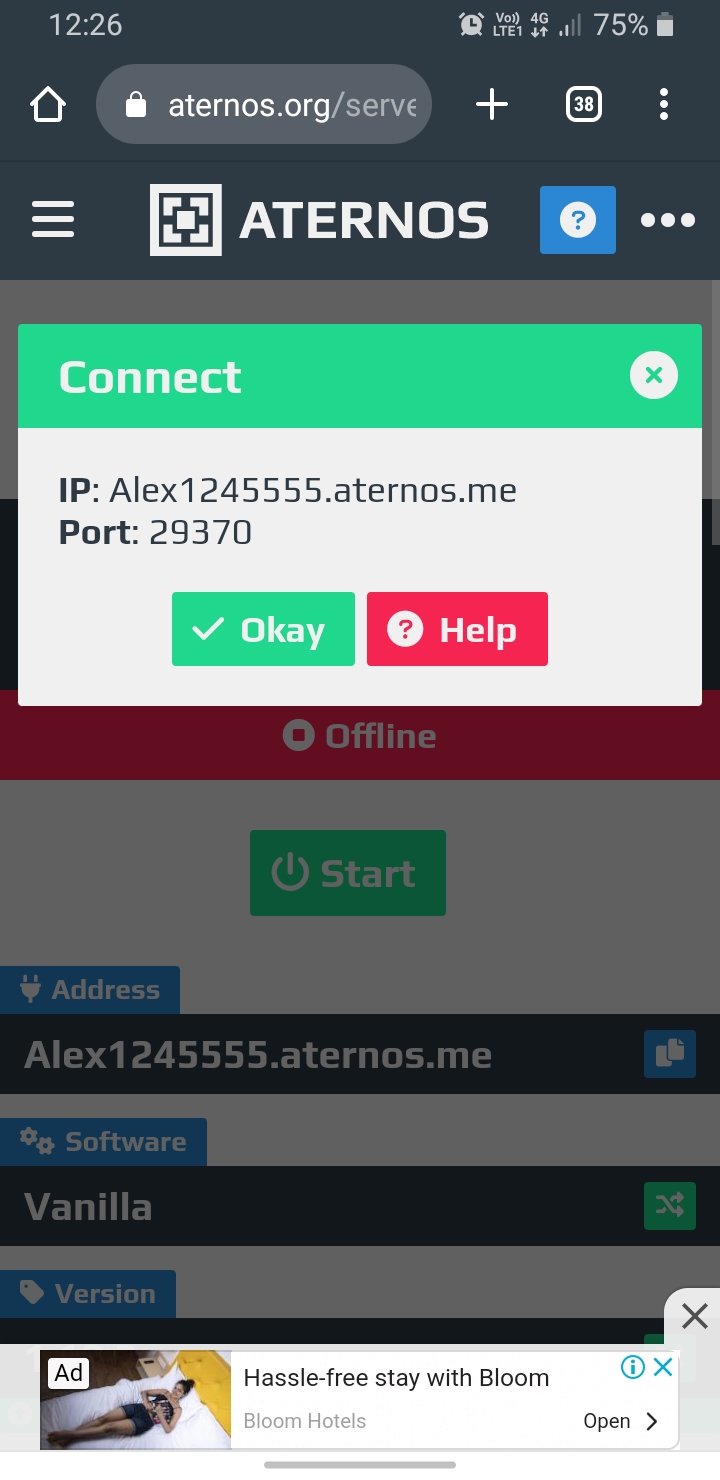 12:26
Vo)) LTE1 4G 75%
aternos.org/serve
38
ATERNOS
?
Connect
IP: Alex1245555.aternos.me
Port: 29370
Okay
? Help
Offline
Start
Address
Alex1245555.aternos.me
Software
Vanilla
Version
Ad
Hassle-free stay with Bloom
Bloom Hotels
Open